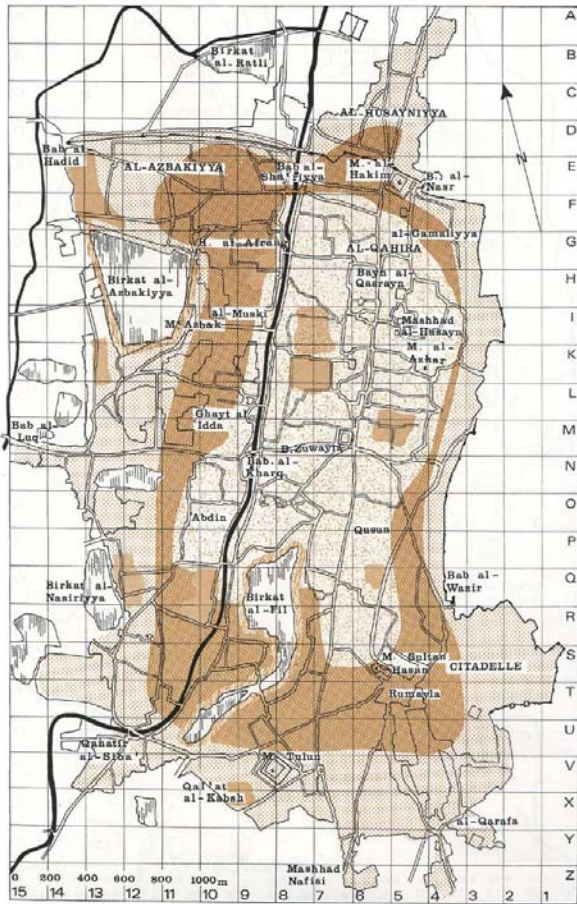 A
B
C
D
E
F
G
H
I
K
L
M
N
O
P
Q
R
S
T
U
V
X
Y
Z
Birkat
al-Ratli
AL-HUSAYNIYYA
Bab al-
Hadid
AL-AZBAKIYYA
Bab al-
Sha'riyya
M. al-
Hakim
B. al-
Nasr
al-Gamaliyya
H. al-Afrang
AL-QAHIRA
Bayn al-
Qasrayn
Birkat al-
Azbakiyya
al-Muski
M. Azbak
Mashhad
al-Husayn
M. al-
Azhar
Ghayt al-
Idda
Bab al-
Luq
B. Zuwayla
Bab al-
Kharq
Abdin
Qusun
Birkat al-
Nasiriyya
Birkat
al-Fil
Bab al-
Wazir
M. Sultan
Hasan
CITADELLE
Rumayla
Qanatir
al-Siba'
M. Tulun
Qal'at
al-Kabsh
al-Qarafa
Mashhad
Nafisi
N
0 200 400 600 800 1000m
15 14 13 12 11 10 9 8 7 6 5 4 3 2 1